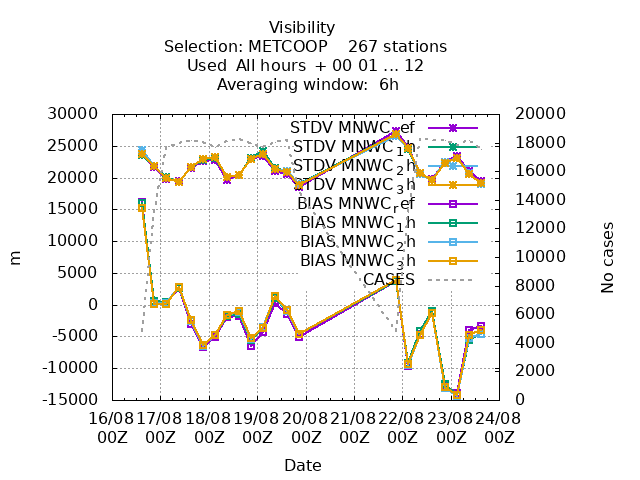 Visibility
Selection: METCOOP    267 stations
Used  All hours  + 00 01 ... 12
Averaging window:  6h
30000
25000
20000
15000
10000
5000
0
-5000
-10000
-15000
m
20000
18000
16000
14000
12000
10000
8000
6000
4000
2000
0
No cases
STDV MNWC_ref
STDV MNWC_1h
STDV MNWC_2h
STDV MNWC_3h
BIAS MNWC_ref
BIAS MNWC_1h
BIAS MNWC_2h
BIAS MNWC_3h
CASES
16/08 17/08 18/08 19/08 20/08 21/08 22/08 23/08 24/08
00Z 00Z 00Z 00Z 00Z 00Z 00Z 00Z 00Z
Date